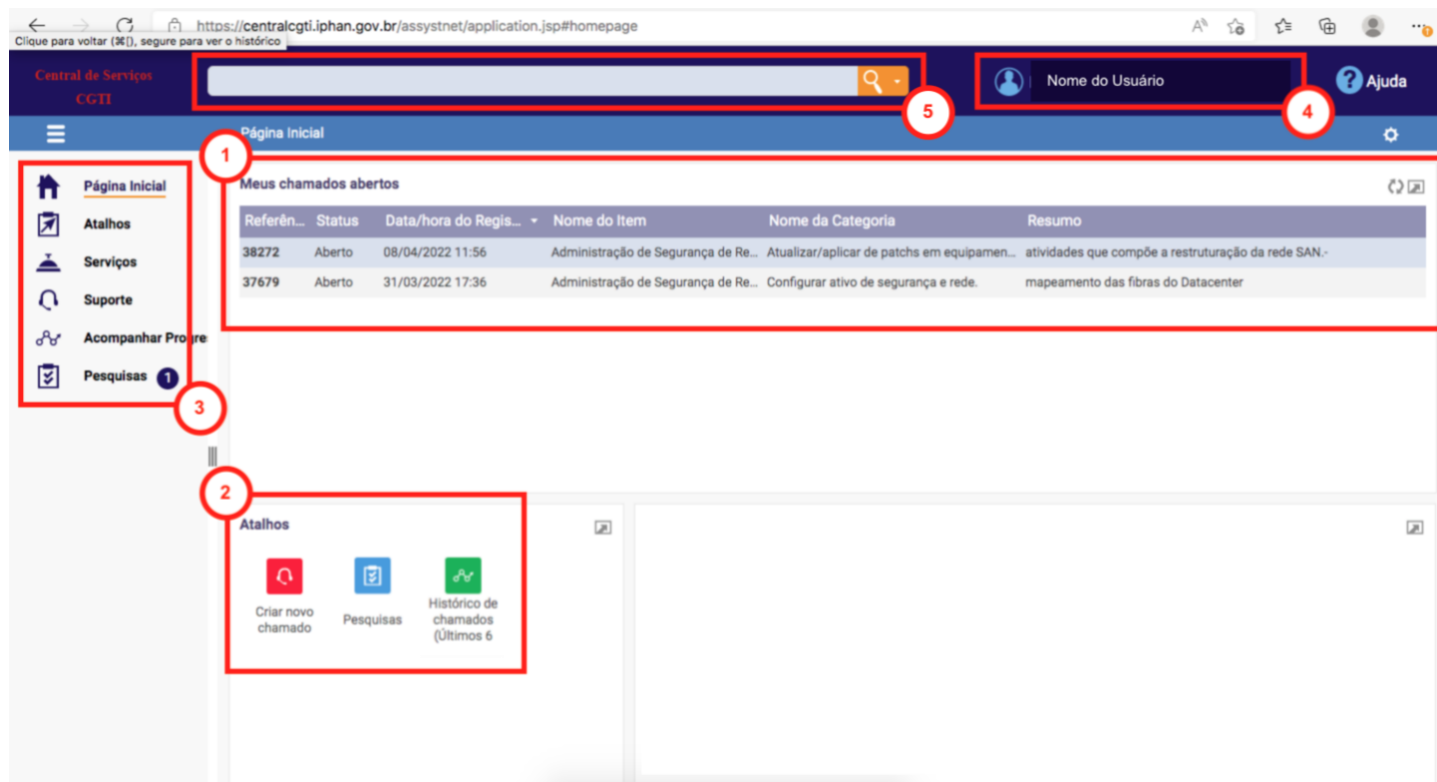 https://centralcgti.iphan.gov.br/assystnet/application.jsp#homepage
Clique para voltar (⌘[), segure para ver o histórico
Central de Serviços
CGTI
Nome do Usuário
Ajuda
5
4
Página Inicial
1
Página Inicial
Atalhos
Serviços
Suporte
Acompanhar Progre
Pesquisas 1
3
Meus chamados abertos
Referên... Status Data/hora do Regis... Nome do Item Nome da Categoria Resumo
38272 Aberto 08/04/2022 11:56 Administração de Segurança de Re... Atualizar/aplicar de patchs em equipamen... atividades que compõe a restruturação da rede SAN.-
37679 Aberto 31/03/2022 17:36 Administração de Segurança de Re... Configurar ativo de segurança e rede. mapeamento das fibras do Datacenter
2
Atalhos
Criar novo
chamado
Pesquisas
Histórico de
chamados
(Últimos 6